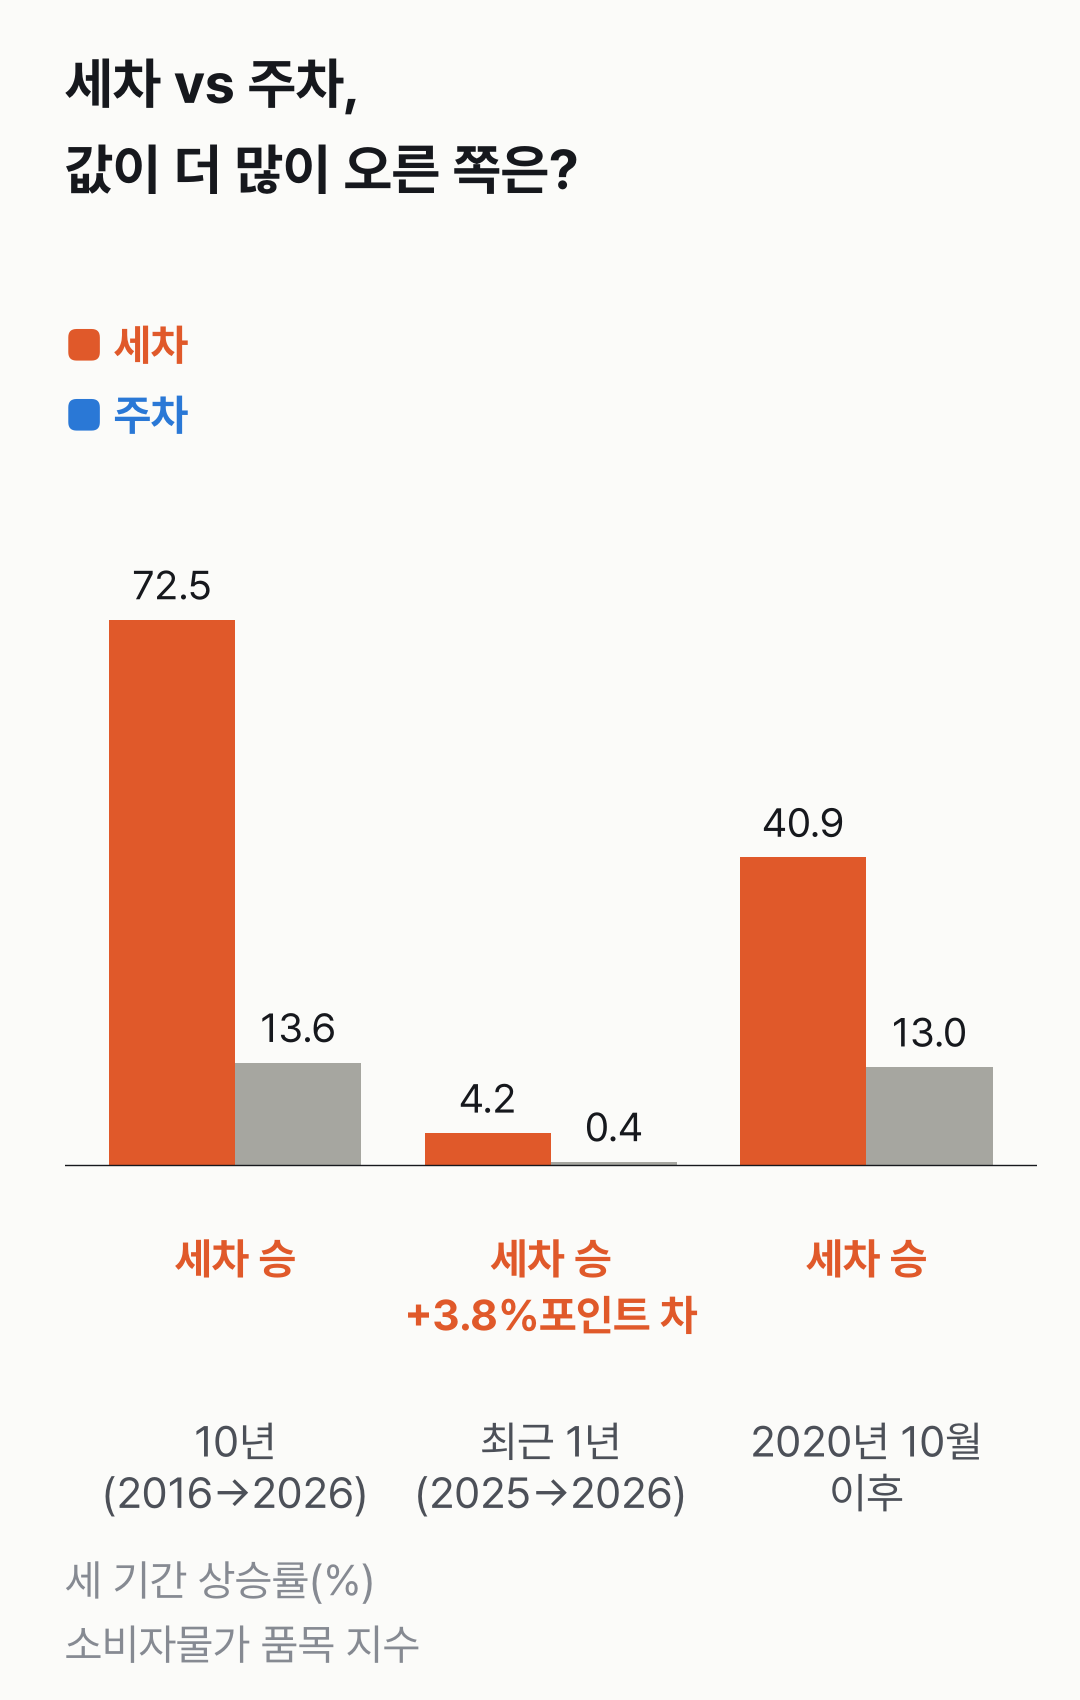 세차 vs 주차,
값이 더 많이 오른 쪽은?
세차
주차
72.5
13.6
4.2
0.4
40.9
13.0
세차 승
세차 승
+3.8%포인트 차
세차 승
10년
(2016→2026)
최근 1년
(2025→2026)
2020년 10월
이후
세 기간 상승률(%)
소비자물가 품목 지수